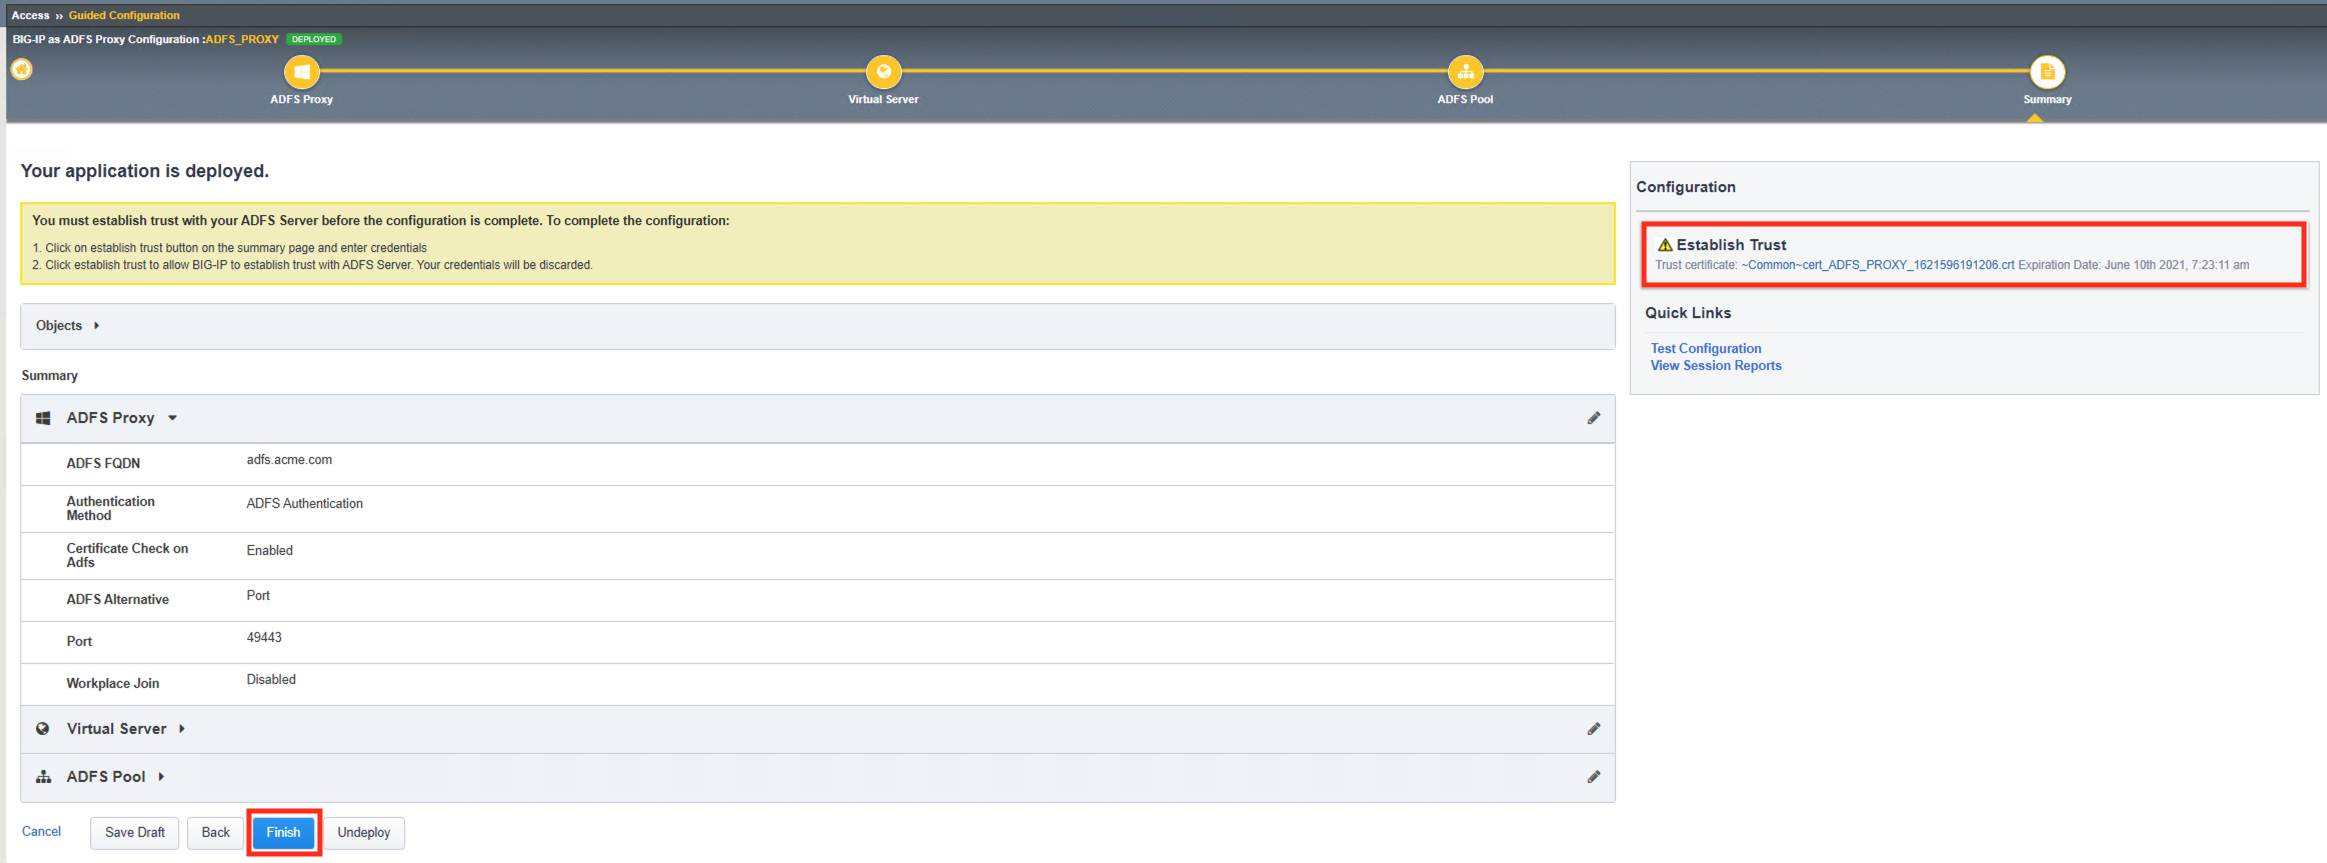 Access » Guided Configuration
BIG-IP as ADFS Proxy Configuration :ADFS_PROXY DEPLOYED
ADFS Proxy
Virtual Server
ADFS Pool
Summary
Your application is deployed.
You must establish trust with your ADFS Server before the configuration is complete. To complete the configuration:
1. Click on establish trust button on the summary page and enter credentials
2. Click establish trust to allow BIG-IP to establish trust with ADFS Server. Your credentials will be discarded.
Objects
Summary
ADFS Proxy
ADFS FQDN adfs.acme.com
Authentication
Method
ADFS Authentication
Certificate Check on
Adfs
Enabled
ADFS Alternative Port
Port 49443
Workplace Join Disabled
Virtual Server
ADFS Pool
Cancel Save Draft Back Finish Undeploy
Configuration
Establish Trust
Trust certificate: ~Common~cert_ADFS_PROXY_1621596191206.crt Expiration Date: June 10th 2021, 7:23:11 am
Quick Links
Test Configuration
View Session Reports